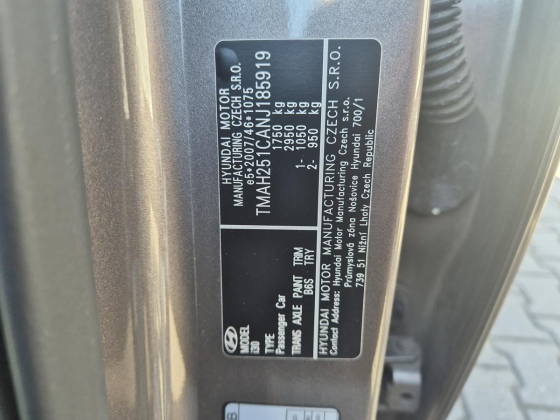 HYUNDAI MOTOR
MANUFACTURING CZECH S.R.O.
e5*2007/46*1075
TMAH251CANJ185919
1750 kg
2950 kg
1- 1050 kg
2- 950 kg
MODEL
i30
TYPE
Passenger Car
TRANS AXLE PAINT TRIM
B6S TRY
HYUNDAI MOTOR MANUFACTURING CZECH S.R.O.
Contact Address: Hyundai Motor Manufacturing Czech s.r.o.
Průmyslová zóna Nošovice Hyundai 700/1
739 51 Nižní Lhoty Czech Republic
B